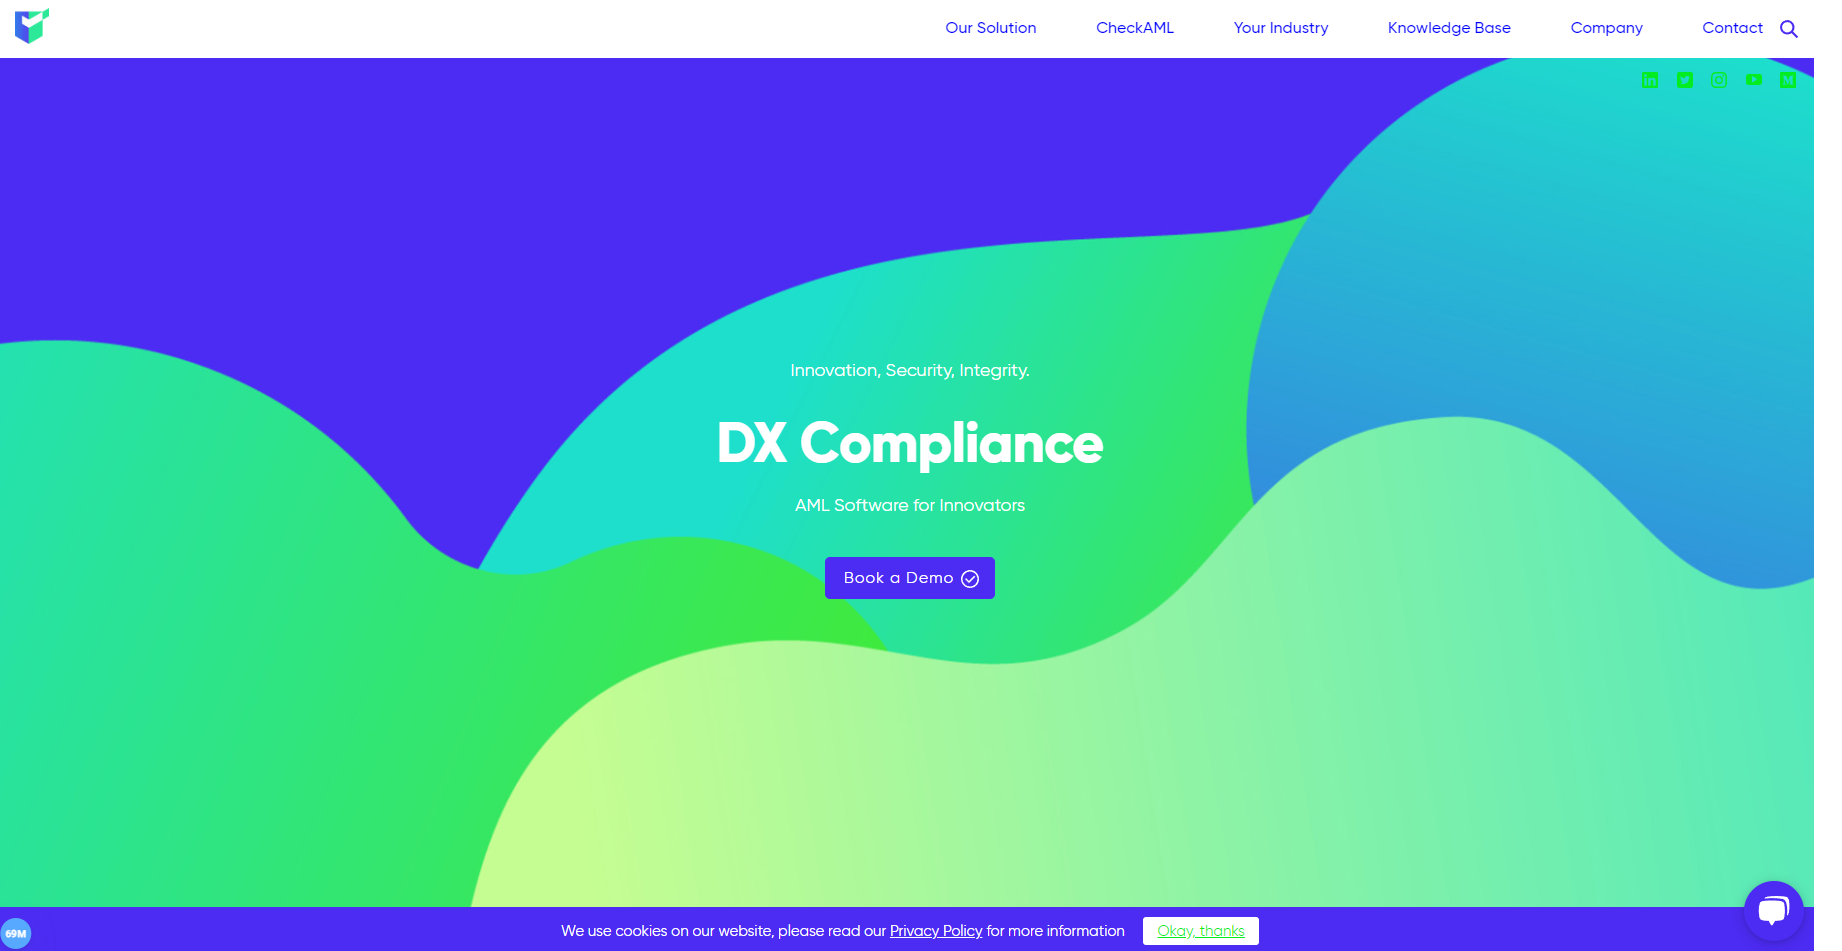 Our Solution CheckAML Your Industry Knowledge Base Company Contact
Innovation, Security, Integrity.
DX Compliance
AML Software for Innovators
Book a Demo
We use cookies on our website, please read our Privacy Policy for more information Okay, thanks
69M